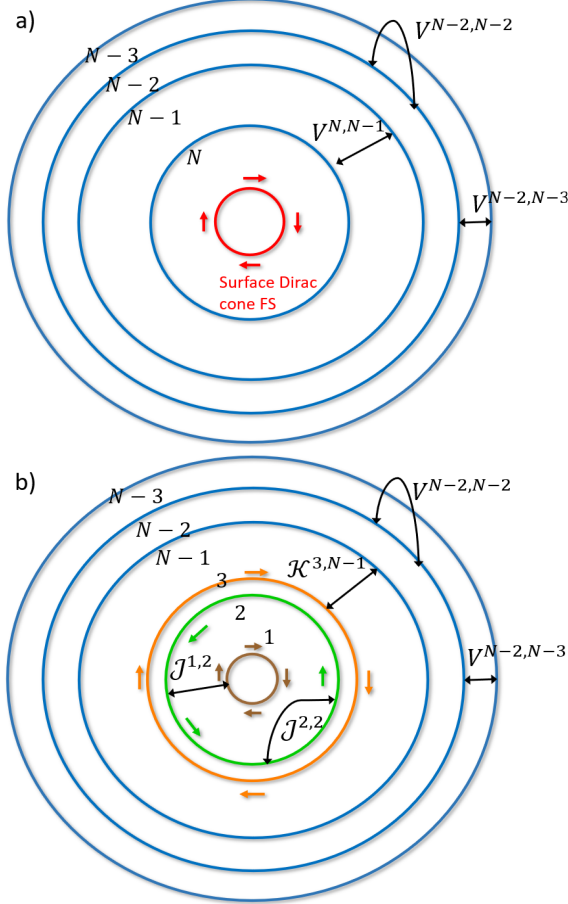 a)
V^{N-2,N-2}
N − 3
N − 2
N − 1
V^{N,N-1}
N
V^{N-2,N-3}
Surface Dirac
cone FS
b)
V^{N-2,N-2}
N − 3
N − 2
N − 1
𝒦^{3,N-1}
3
2
1
𝒥^{1,2}
V^{N-2,N-3}
𝒥^{2,2}